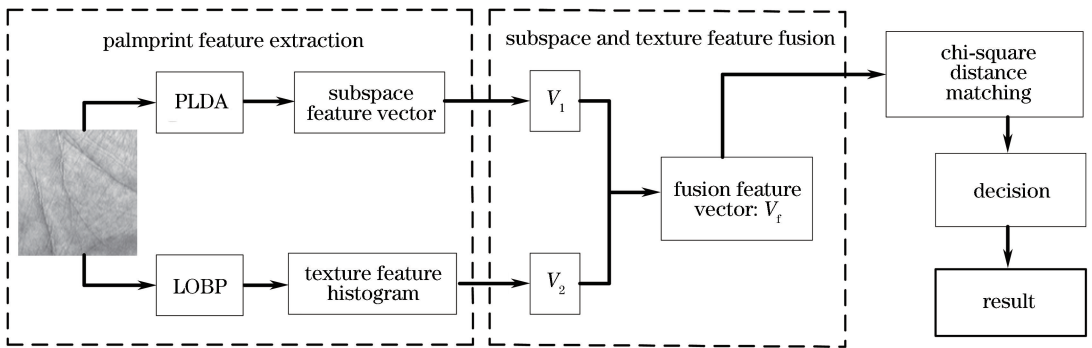 palmprint feature extraction
PLDA
subspace
feature vector
LOBP
texture feature
histogram
subspace and texture feature fusion
V₁
V₂
fusion feature
vector: V_f
chi-square
distance
matching
decision
result